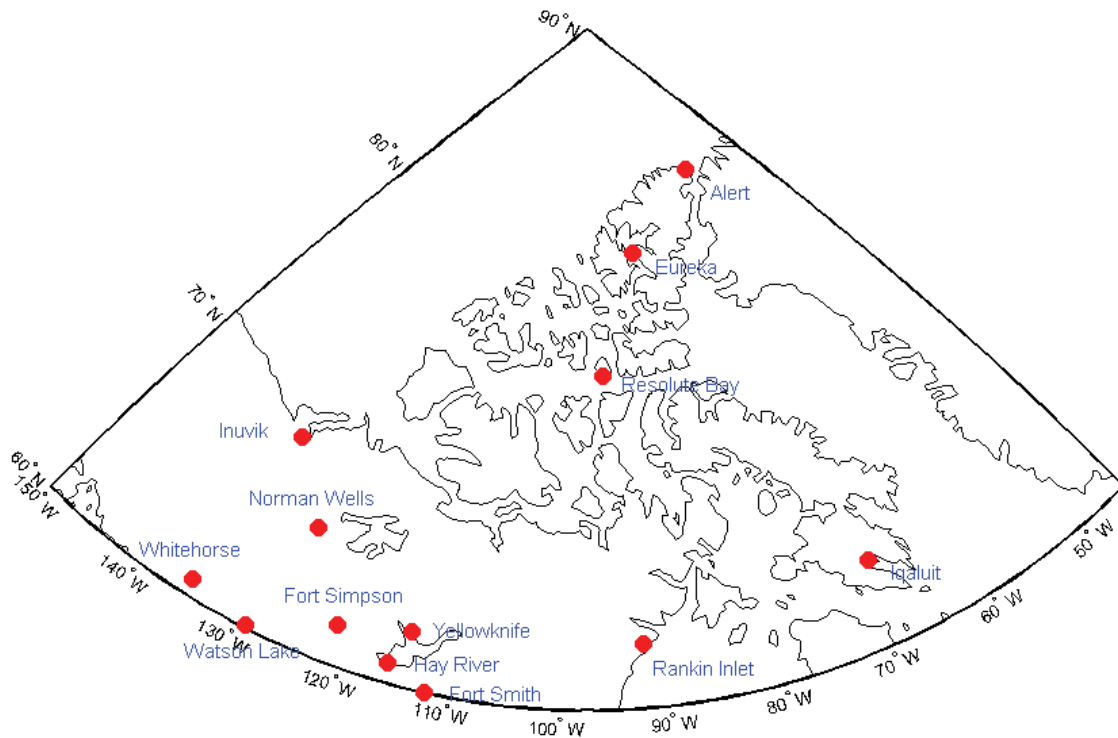 90°N
80°N
Alert
Eureka
70°N
Resolute Bay
Inuvik
60°N
150°W
Norman Wells
50°W
Whitehorse
140°W
Iqaluit
Fort Simpson
60°W
130°W
Yellowknife
Watson Lake
Hay River
Rankin Inlet
70°W
120°W
Fort Smith
80°W
110°W
100°W
90°W